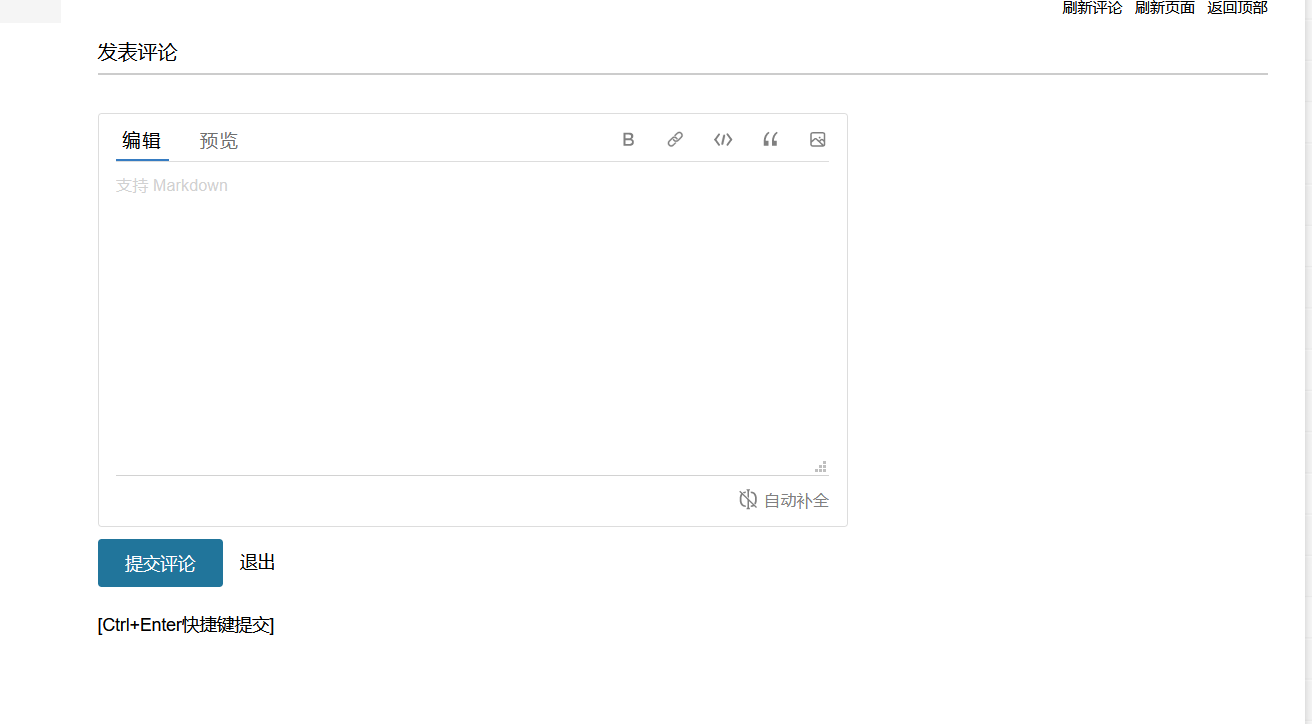 刷新评论 刷新页面 返回顶部
发表评论
编辑 预览 B
支持 Markdown
自动补全
提交评论 退出
[Ctrl+Enter快捷键提交]